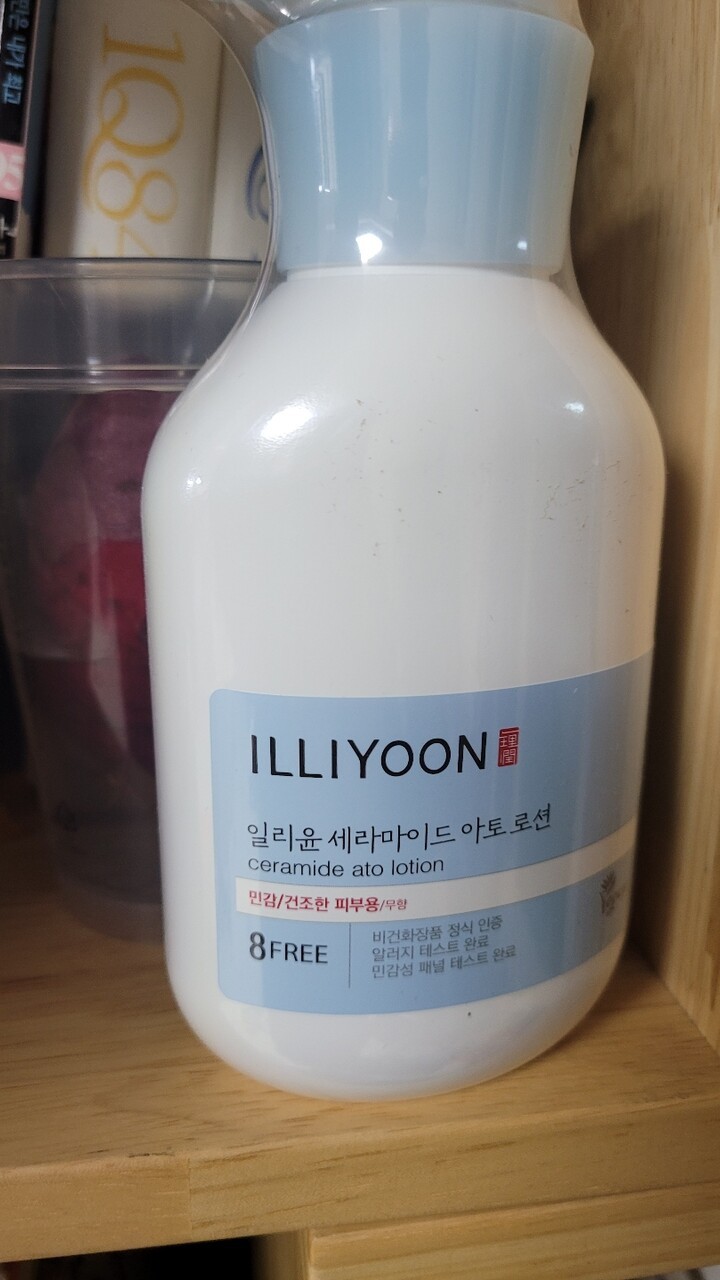 1Q84
ILLIYOON 理潤
일리윤 세라마이드 아토 로션
ceramide ato lotion
민감/건조한 피부용/무향
8FREE
비건화장품 정식 인증
알러지 테스트 완료
민감성 패널 테스트 완료